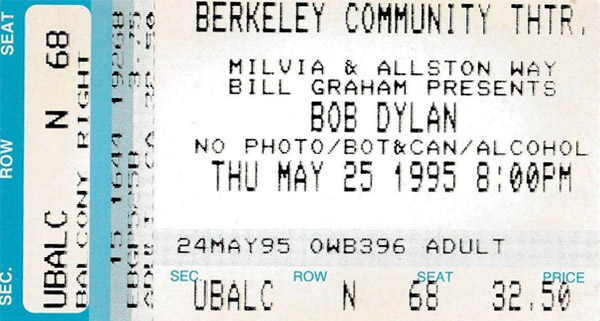 SEAT 68
ROW N
SEC. UBALC
BALCONY RIGHT
BERKELEY COMMUNITY THTR.
MILVIA & ALLSTON WAY
BILL GRAHAM PRESENTS
BOB DYLAN
NO PHOTO/BOT&CAN/ALCOHOL
THU MAY 25 1995 8:00PM
24MAY95 OWB396 ADULT
SEC. ROW SEAT PRICE
UBALC N 68 32.50